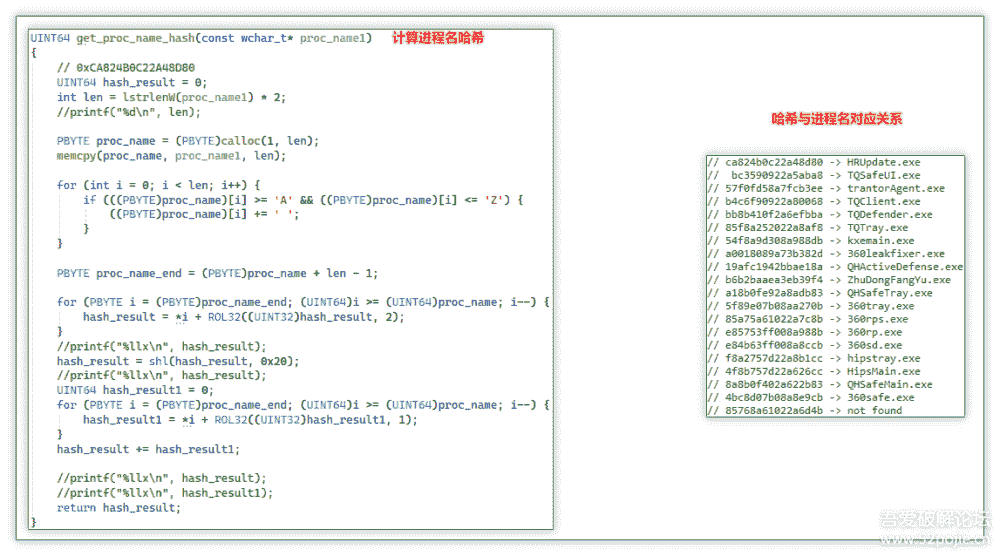 UINT64 get_proc_name_hash(const wchar_t* proc_name1) 计算进程名哈希
{
// 0xCA824B0C22A48D80
UINT64 hash_result = 0;
int len = lstrlenW(proc_name1) * 2;
//printf("%d\n", len);
PBYTE proc_name = (PBYTE)calloc(1, len);
memcpy(proc_name, proc_name1, len);
for (int i = 0; i < len; i++) {
if (((PBYTE)proc_name)[i] >= 'A' && ((PBYTE)proc_name)[i] <= 'Z') {
((PBYTE)proc_name)[i] += ' ';
}
}
PBYTE proc_name_end = (PBYTE)proc_name + len - 1;
for (PBYTE i = (PBYTE)proc_name_end; (UINT64)i >= (UINT64)proc_name; i--) {
hash_result = *i + ROL32((UINT32)hash_result, 2);
}
//printf("%llx\n", hash_result);
hash_result = shl(hash_result, 0x20);
//printf("%llx\n", hash_result);
UINT64 hash_result1 = 0;
for (PBYTE i = (PBYTE)proc_name_end; (UINT64)i >= (UINT64)proc_name; i--) {
hash_result1 = *i + ROL32((UINT32)hash_result1, 1);
}
hash_result += hash_result1;
//printf("%llx\n", hash_result);
//printf("%llx\n", hash_result1);
return hash_result;
}
哈希与进程名对应关系
// ca824b0c22a48d80 -> HRUpdate.exe
// bc3590922a5aba8 -> TQSafeUI.exe
// 57f0fd58a7fcb3ee -> trantorAgent.exe
// b4c6f90922a80068 -> TQClient.exe
// bb8b410f2a6efbba -> TQDefender.exe
// 85f8a252022a8af8 -> TQTray.exe
// 54f8a9d308a988db -> kxemain.exe
// a0018089a73b382d -> 360leakfixer.exe
// 19afc1942bbae18a -> QHActiveDefense.exe
// b6b2baaea3eb39f4 -> ZhuDongFangYu.exe
// a18b0fe92a8adb83 -> QHSafeTray.exe
// 5f89e07b08aa270b -> 360tray.exe
// 85a75a61022a7c8b -> 360rps.exe
// e85753ff008a988b -> 360rp.exe
// e84b63ff008a8ccb -> 360sd.exe
// f8a2757d22a8b1cc -> hipstray.exe
// 4f8b757d22a626cc -> HipsMain.exe
// 8a8b0f402a622b83 -> QHSafeMain.exe
// 4bc8d07b08a8e9cb -> 360safe.exe
// 85768a61022a6d4b -> not found
吾爱破解论坛
www.52pojie.cn